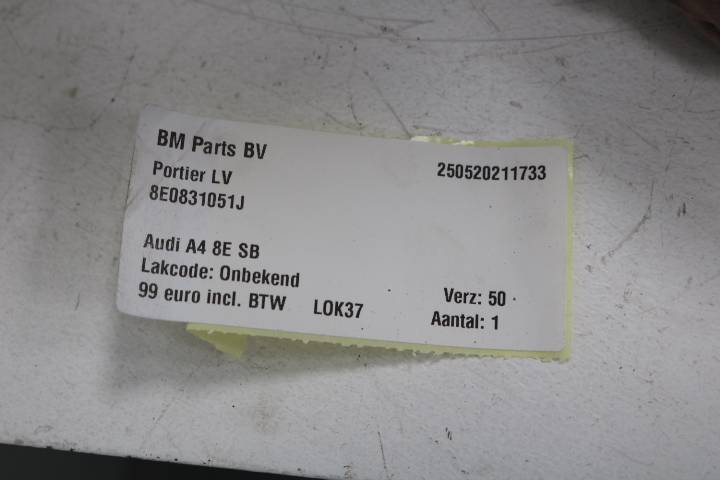 BM Parts BV
250520211733
Portier LV
8E0831051J
Audi A4 8E SB
Lakcode: Onbekend
99 euro incl. BTW LOK37
Verz: 50
Aantal: 1